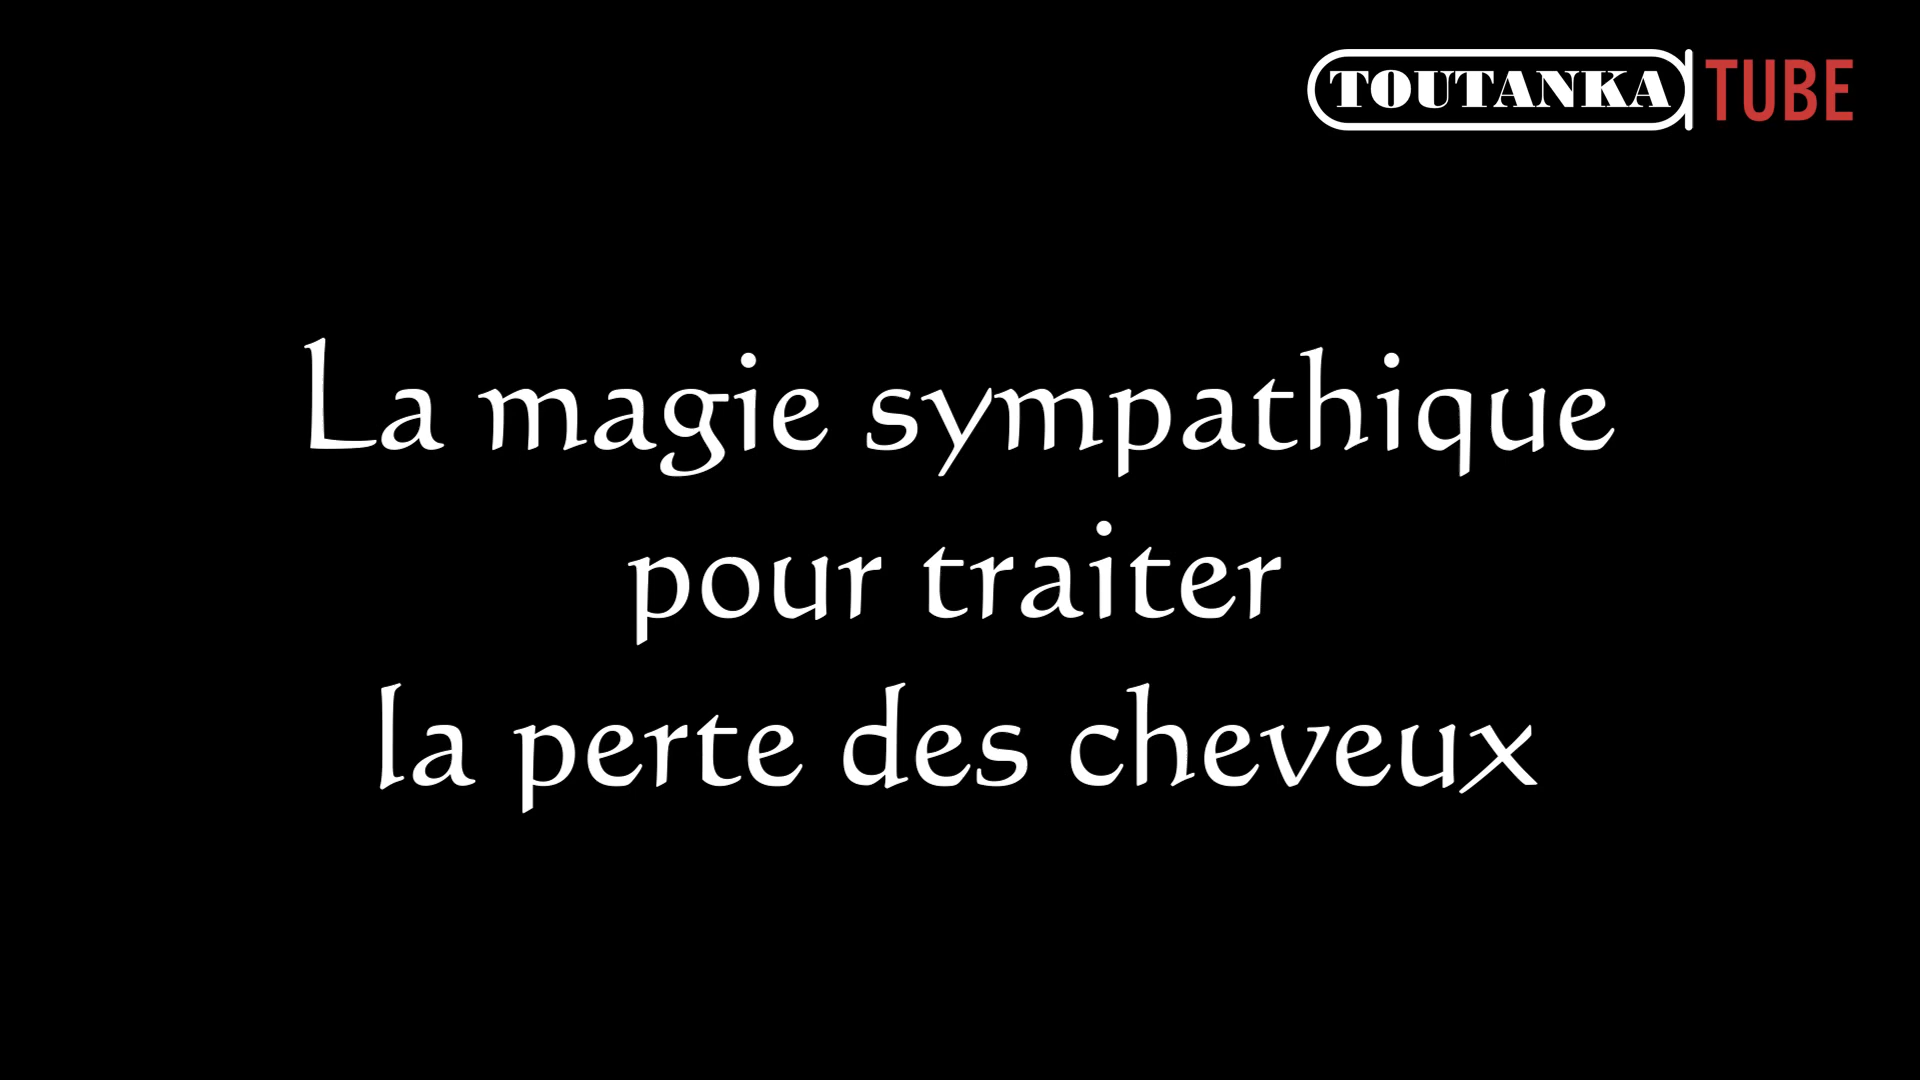 TOUTANKA TUBE
La magie sympathique
pour traiter
la perte des cheveux